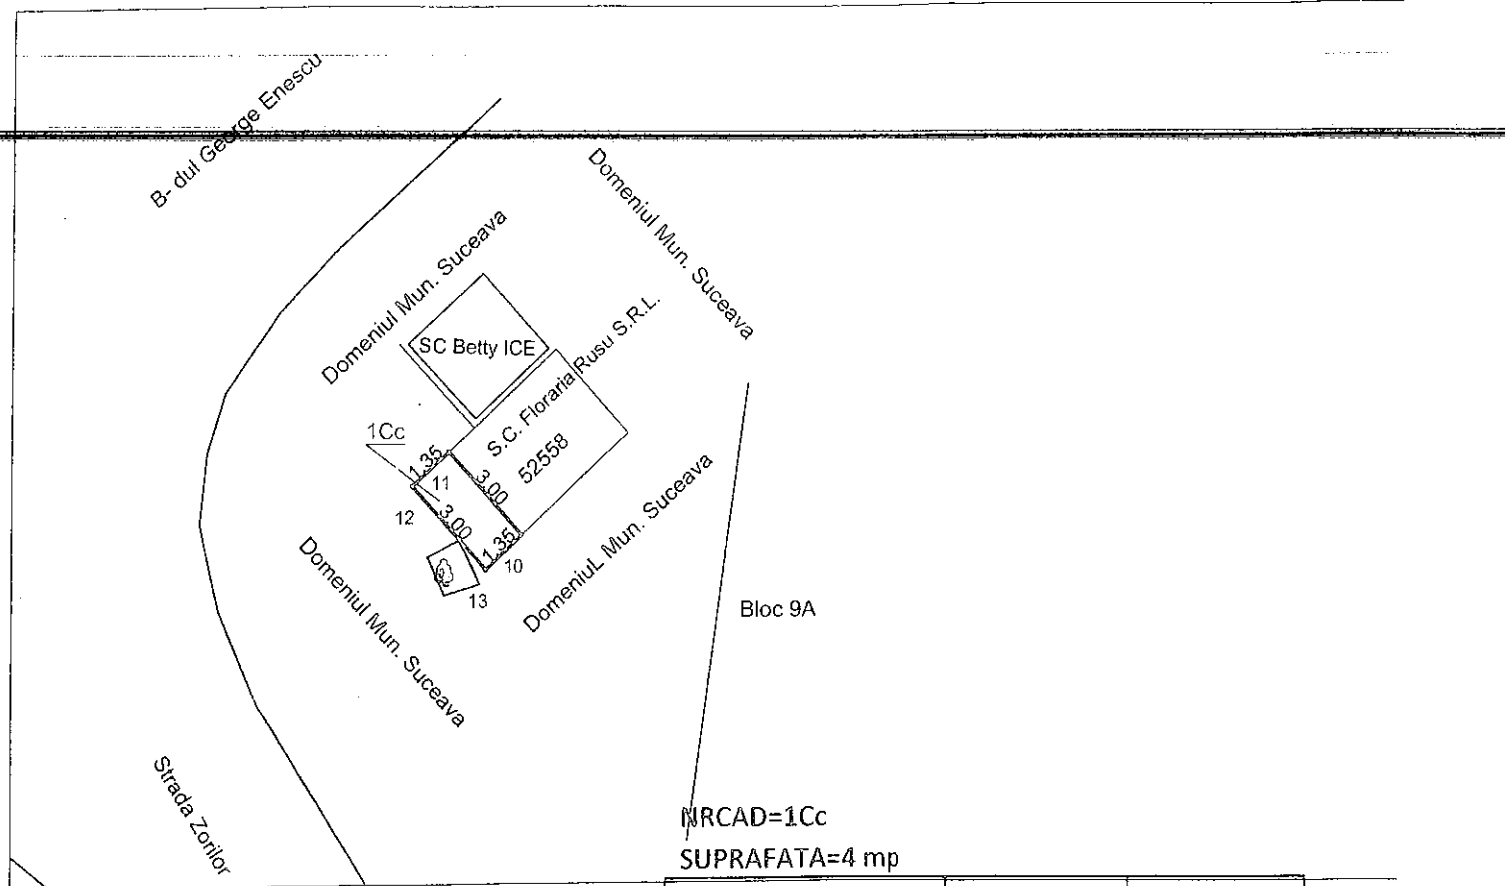 B- dul George Enescu
Domeniul Mun. Suceava
Domeniul Mun. Suceava
SC Betty ICE
S.C. Floraria Rusu S.R.L.
52558
1Cc
1.35
11
3.00
12
3.00
1.35
10
13
Domeniul Mun. Suceava
DomeniuL Mun. Suceava
Bloc 9A
Strada Zorilor
NRCAD=1Cc
SUPRAFATA=4 mp